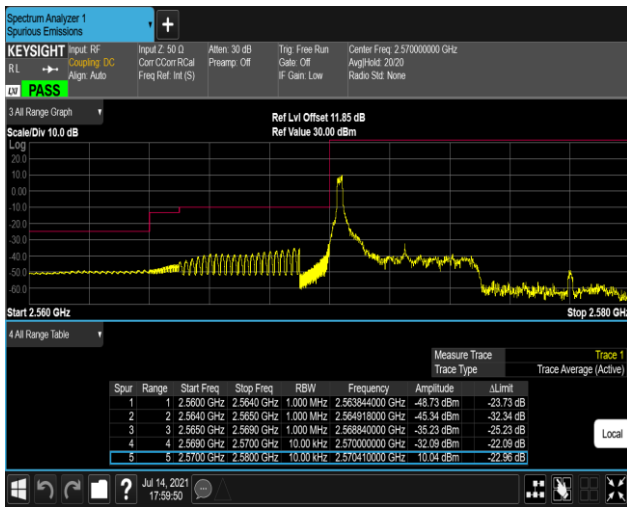 Spectrum Analyzer 1
Spurious Emissions
KEYSIGHT Input: RF Input Z: 50 Ω Atten: 30 dB Trig: Free Run Center Freq: 2.570000000 GHz
RL Coupling: DC Corr CCorr RCal Preamp: Off Gate: Off Avg|Hold: 20/20
Align: Auto Freq Ref: Int (S) IF Gain: Low Radio Std: None
LXI PASS
3 All Range Graph
Ref Lvl Offset 11.85 dB
Scale/Div 10.0 dB Ref Value 30.00 dBm
Log
20.0
10.0
0.00
-10.0
-20.0
-30.0
-40.0
-50.0
-60.0
Start 2.560 GHz Stop 2.580 GHz
4 All Range Table
Measure Trace Trace 1
Trace Type Trace Average (Active)
Spur Range Start Freq Stop Freq RBW Frequency Amplitude ΔLimit
1 1 2.5600 GHz 2.5640 GHz 1.000 MHz 2.563844000 GHz -48.73 dBm -23.73 dB
2 2 2.5640 GHz 2.5650 GHz 1.000 MHz 2.564918000 GHz -45.34 dBm -32.34 dB
3 3 2.5650 GHz 2.5690 GHz 1.000 MHz 2.568840000 GHz -35.23 dBm -25.23 dB
4 4 2.5690 GHz 2.5700 GHz 10.00 kHz 2.570000000 GHz -32.09 dBm -22.09 dB
5 5 2.5700 GHz 2.5800 GHz 10.00 kHz 2.570410000 GHz 10.04 dBm -22.96 dB
Local
? Jul 14, 2021
17:59:50